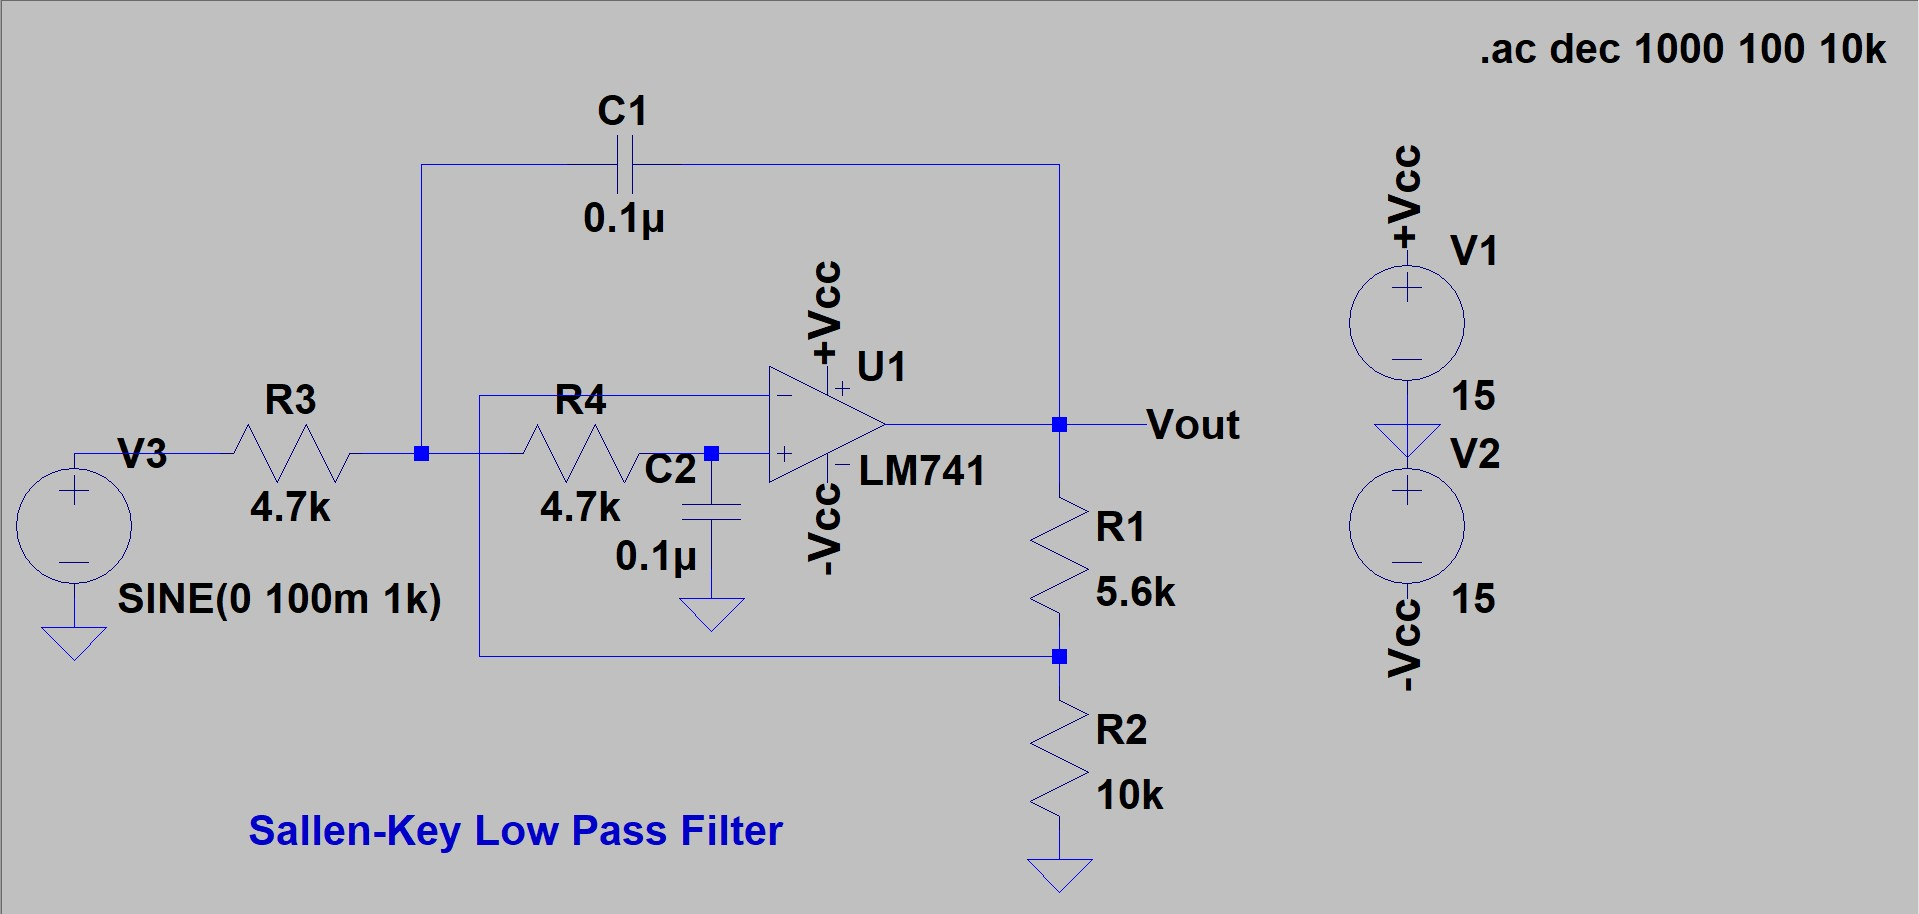 .ac dec 1000 100 10k
C1
0.1µ
+Vcc
+Vcc
V1
15
U1
R3
R4
V3
4.7k
4.7k
C2
0.1µ
LM741
-Vcc
Vout
V2
15
-Vcc
SINE(0 100m 1k)
R1
5.6k
R2
10k
Sallen-Key Low Pass Filter